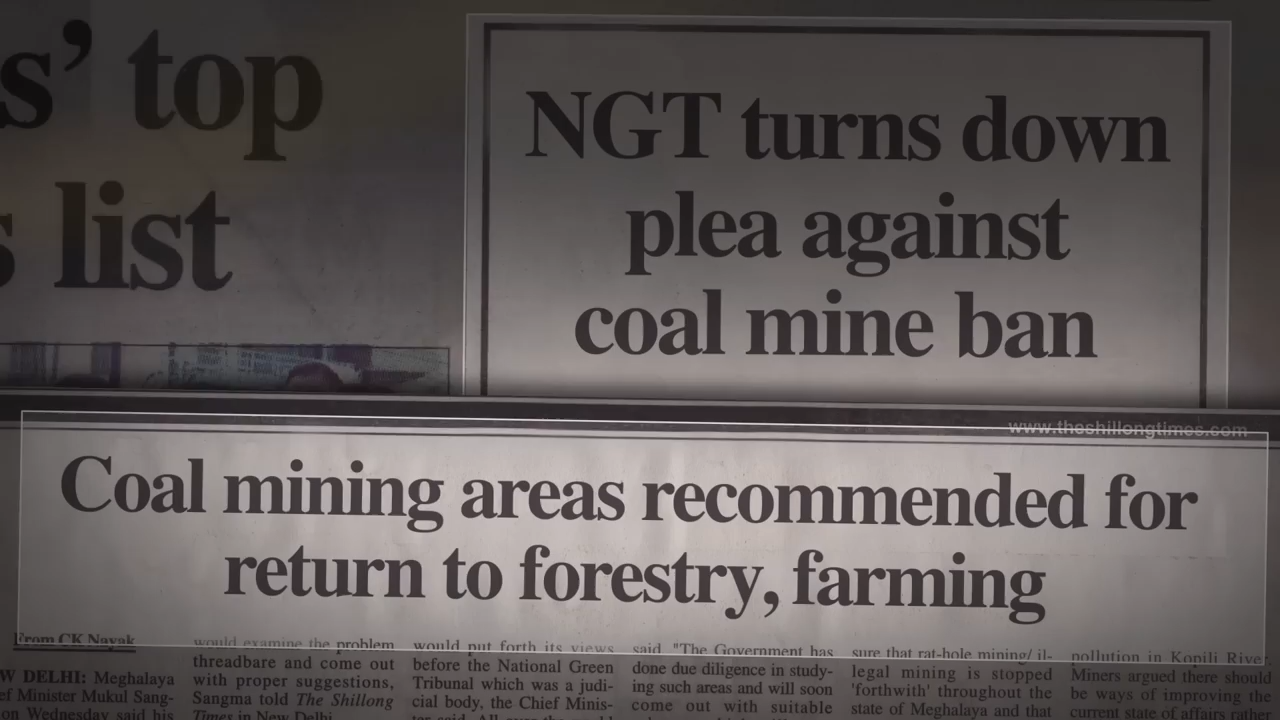 s’ top
s list
NGT turns down
plea against
coal mine ban
www.theshillongtimes.com
Coal mining areas recommended for
return to forestry, farming
From CK Nayak
W DELHI: Meghalaya
ef Minister Mukul Sang-
on Wednesday said his
would examine the problem
threadbare and come out
with proper suggestions,
Sangma told The Shillong
Times in New Delhi.
would put forth its views
before the National Green
Tribunal which was a judi-
cial body, the Chief Minis-
said "The Government has
done due diligence in study-
ing such areas and will soon
come out with suitable
sure that rat-hole mining/ il-
legal mining is stopped
'forthwith' throughout the
state of Meghalaya and that
pollution in Kopili River.
Miners argued there should
be ways of improving the
current state of affairs rather